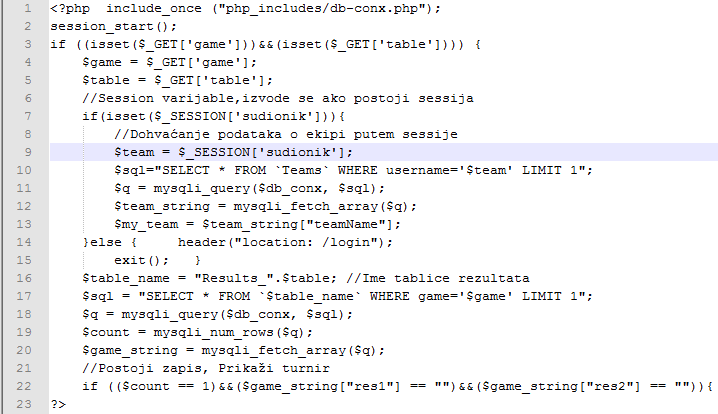 1 <?php  include_once ("php_includes/db-conx.php");
2 session_start();
3 if ((isset($_GET['game']))&&(isset($_GET['table']))) {
4     $game = $_GET['game'];
5     $table = $_GET['table'];
6     //Session varijable,izvode se ako postoji sessija
7     if(isset($_SESSION['sudionik'])){
8         //Dohvaćanje podataka o ekipi putem sessije
9         $team = $_SESSION['sudionik'];
10         $sql="SELECT * FROM `Teams` WHERE username='$team' LIMIT 1";
11         $q = mysqli_query($db_conx, $sql);
12         $team_string = mysqli_fetch_array($q);
13         $my_team = $team_string["teamName"];
14     }else {     header("location: /login");
15         exit();   }
16     $table_name = "Results_".$table; //Ime tablice rezultata
17     $sql = "SELECT * FROM `$table_name` WHERE game='$game' LIMIT 1";
18     $q = mysqli_query($db_conx, $sql);
19     $count = mysqli_num_rows($q);
20     $game_string = mysqli_fetch_array($q);
21     //Postoji zapis, Prikaži turnir
22     if (($count == 1)&&($game_string["res1"] == "")&&($game_string["res2"] == "")){
23 ?>